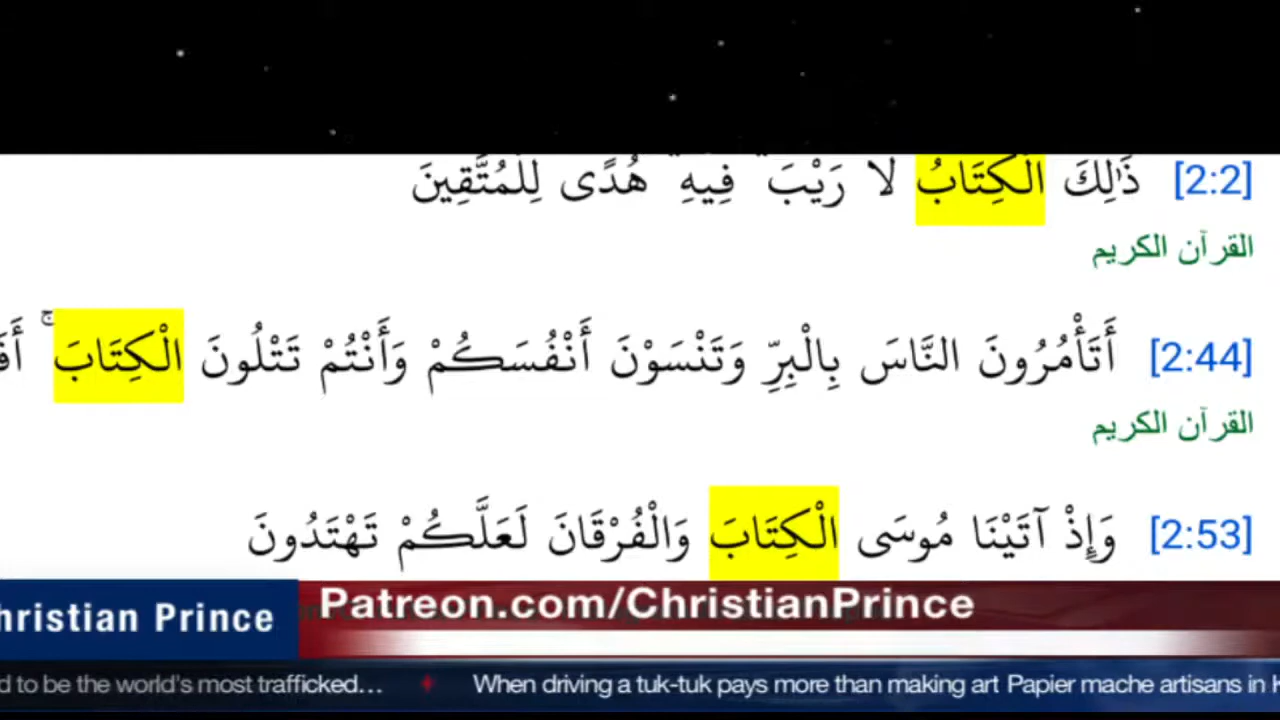 [2:2] ذَٰلِكَ الْكِتَابُ لَا رَيْبَ ۛ فِيهِ ۛ هُدًى لِلْمُتَّقِينَ
القرآن الكريم
[2:44] أَتَأْمُرُونَ النَّاسَ بِالْبِرِّ وَتَنْسَوْنَ أَنْفُسَكُمْ وَأَنْتُمْ تَتْلُونَ الْكِتَابَ ۚ
القرآن الكريم
[2:53] وَإِذْ آتَيْنَا مُوسَى الْكِتَابَ وَالْفُرْقَانَ لَعَلَّكُمْ تَهْتَدُونَ
hristian Prince
Patreon.com/ChristianPrince
d to be the world's most trafficked... When driving a tuk-tuk pays more than making art Papier mache artisans in